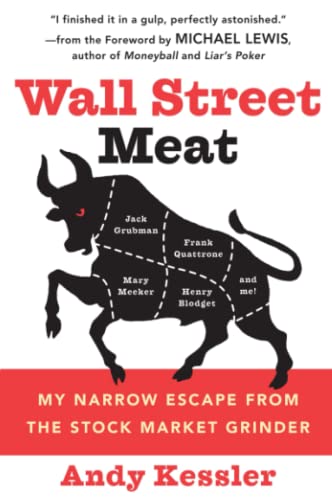 "I finished it in a gulp, perfectly astonished."
—from the Foreword by MICHAEL LEWIS,
author of Moneyball and Liar's Poker
Wall Street
Meat
Jack
Grubman
Frank
Quattrone
Mary
Meeker
Henry
Blodget
and
me!
MY NARROW ESCAPE FROM
THE STOCK MARKET GRINDER
Andy Kessler